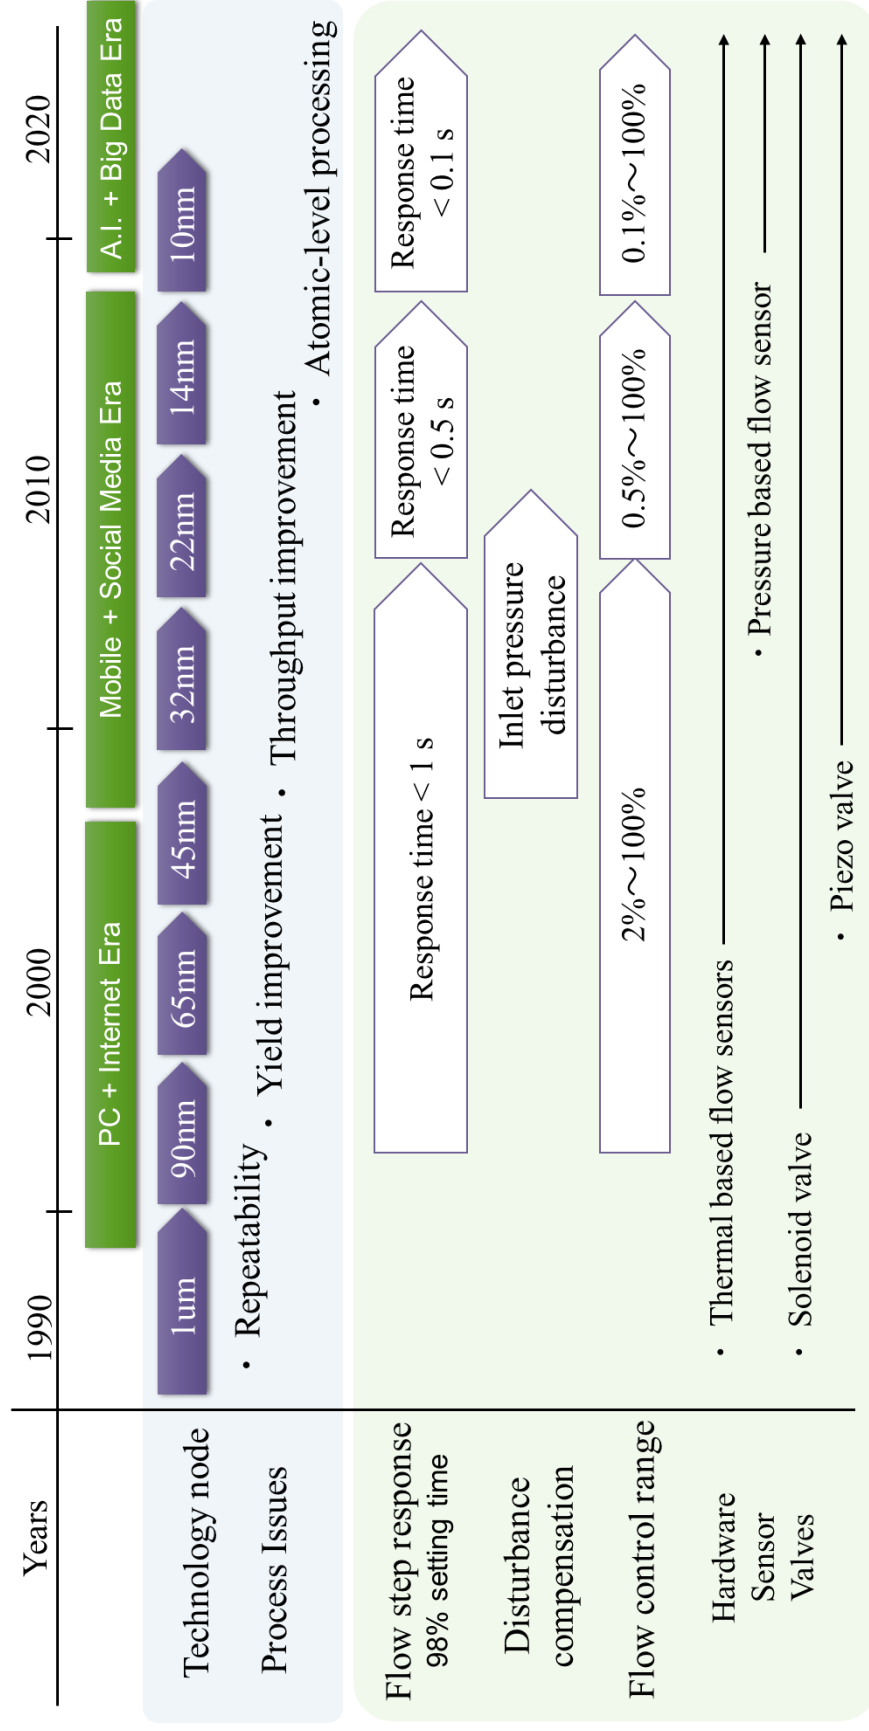 Years
1990
2000
2010
2020
PC + Internet Era
Mobile + Social Media Era
A.I. + Big Data Era
Technology node
1um
90nm
65nm
45nm
32nm
22nm
14nm
10nm
Process Issues
・Repeatability
・Yield improvement
・Throughput improvement
・Atomic-level processing
Flow step response
98% setting time
Response time < 1 s
Response time
< 0.5 s
Response time
< 0.1 s
Disturbance
compensation
Inlet pressure
disturbance
Flow control range
2%～100%
0.5%～100%
0.1%～100%
Hardware
Sensor
Valves
・Thermal based flow sensors
・Pressure based flow sensor
・Solenoid valve
・Piezo valve